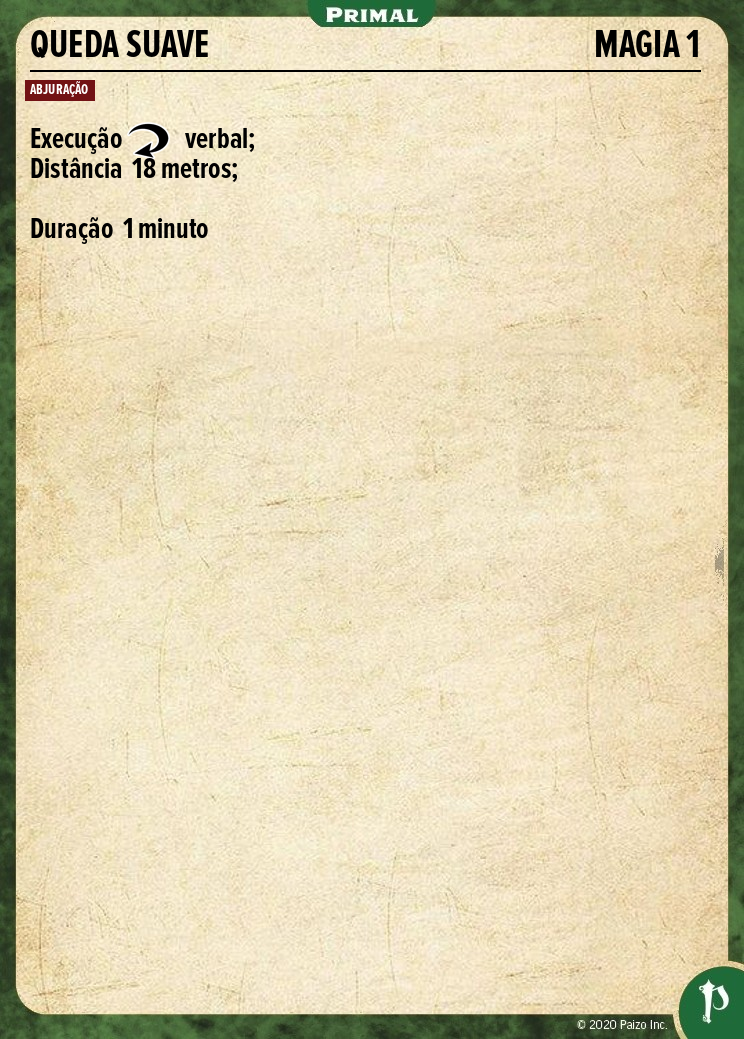 PRIMAL
QUEDA SUAVE MAGIA 1
ABJURAÇÃO
Execução verbal;
Distância 18 metros;
Duração 1 minuto
© 2020 Paizo Inc.